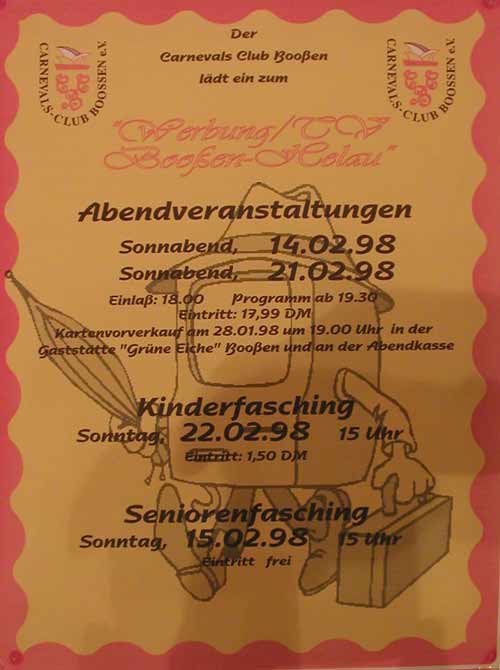 Der
Carnevals Club Booßen
lädt ein zum
CARNEVALS-CLUB BOOSSEN e.V.
CARNEVALS-CLUB BOOSSEN e.V.
"Werbung/TV
Booßen-Helau"
Abendveranstaltungen
Sonnabend, 14.02.98
Sonnabend, 21.02.98
Einlaß: 18.00 Programm ab 19.30
Eintritt: 17,99 DM
Kartenvorverkauf am 28.01.98 um 19.00 Uhr in der
Gaststätte "Grüne Eiche" Booßen und an der Abendkasse
Kinderfasching
Sonntag, 22.02.98 15 Uhr
Eintritt: 1,50 DM
Seniorenfasching
Sonntag, 15.02.98 15 Uhr
Eintritt frei